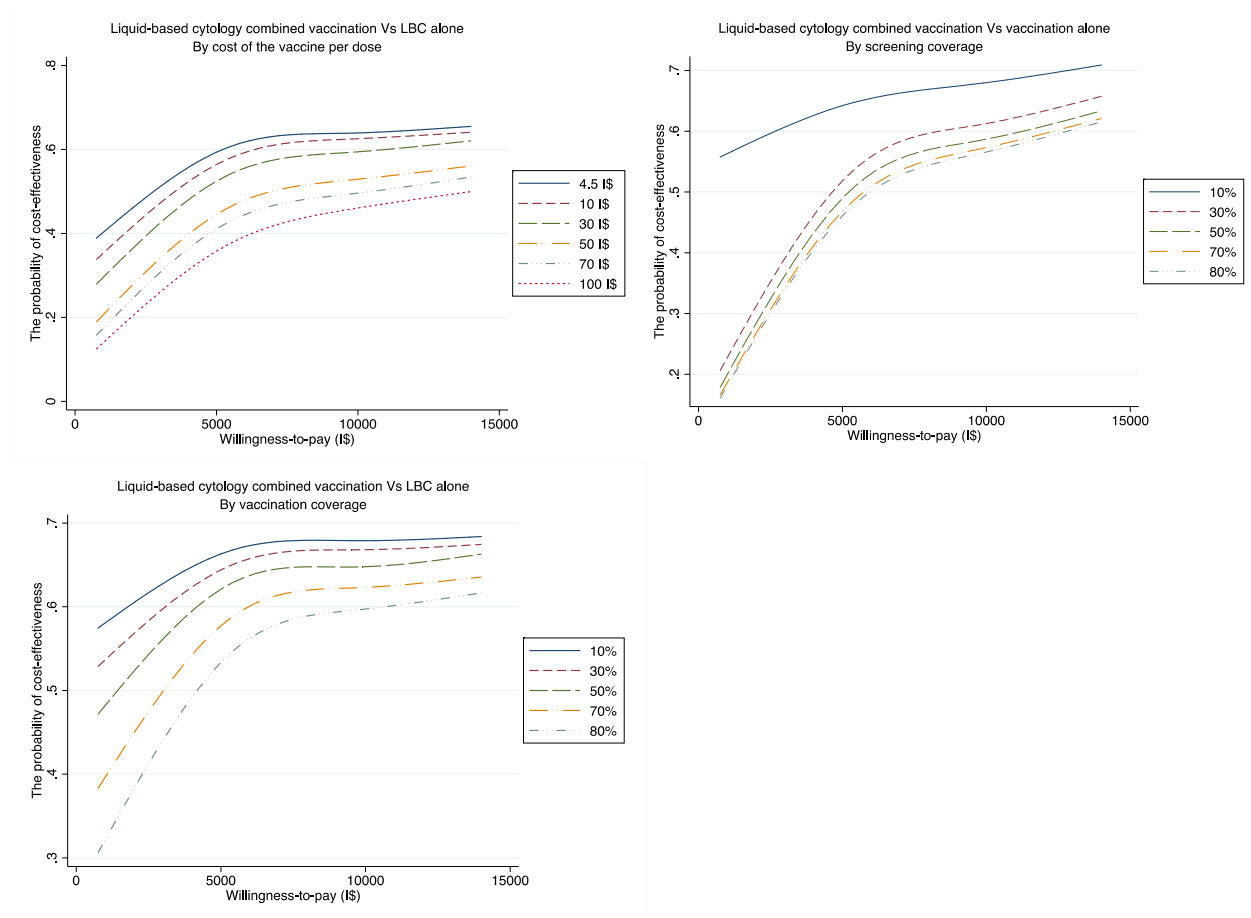 Liquid-based cytology combined vaccination Vs LBC alone
By cost of the vaccine per dose
The probability of cost-effectiveness
.8
.6
.4
.2
0
0 5000 10000 15000
Willingness-to-pay (I$)
4.5 I$
10 I$
30 I$
50 I$
70 I$
100 I$
Liquid-based cytology combined vaccination Vs vaccination alone
By screening coverage
The probability of cost-effectiveness
.7
.6
.5
.4
.3
.2
0 5000 10000 15000
Willingness-to-pay (I$)
10%
30%
50%
70%
80%
Liquid-based cytology combined vaccination Vs LBC alone
By vaccination coverage
The probability of cost-effectiveness
.7
.6
.5
.4
.3
0 5000 10000 15000
Willingness-to-pay (I$)
10%
30%
50%
70%
80%